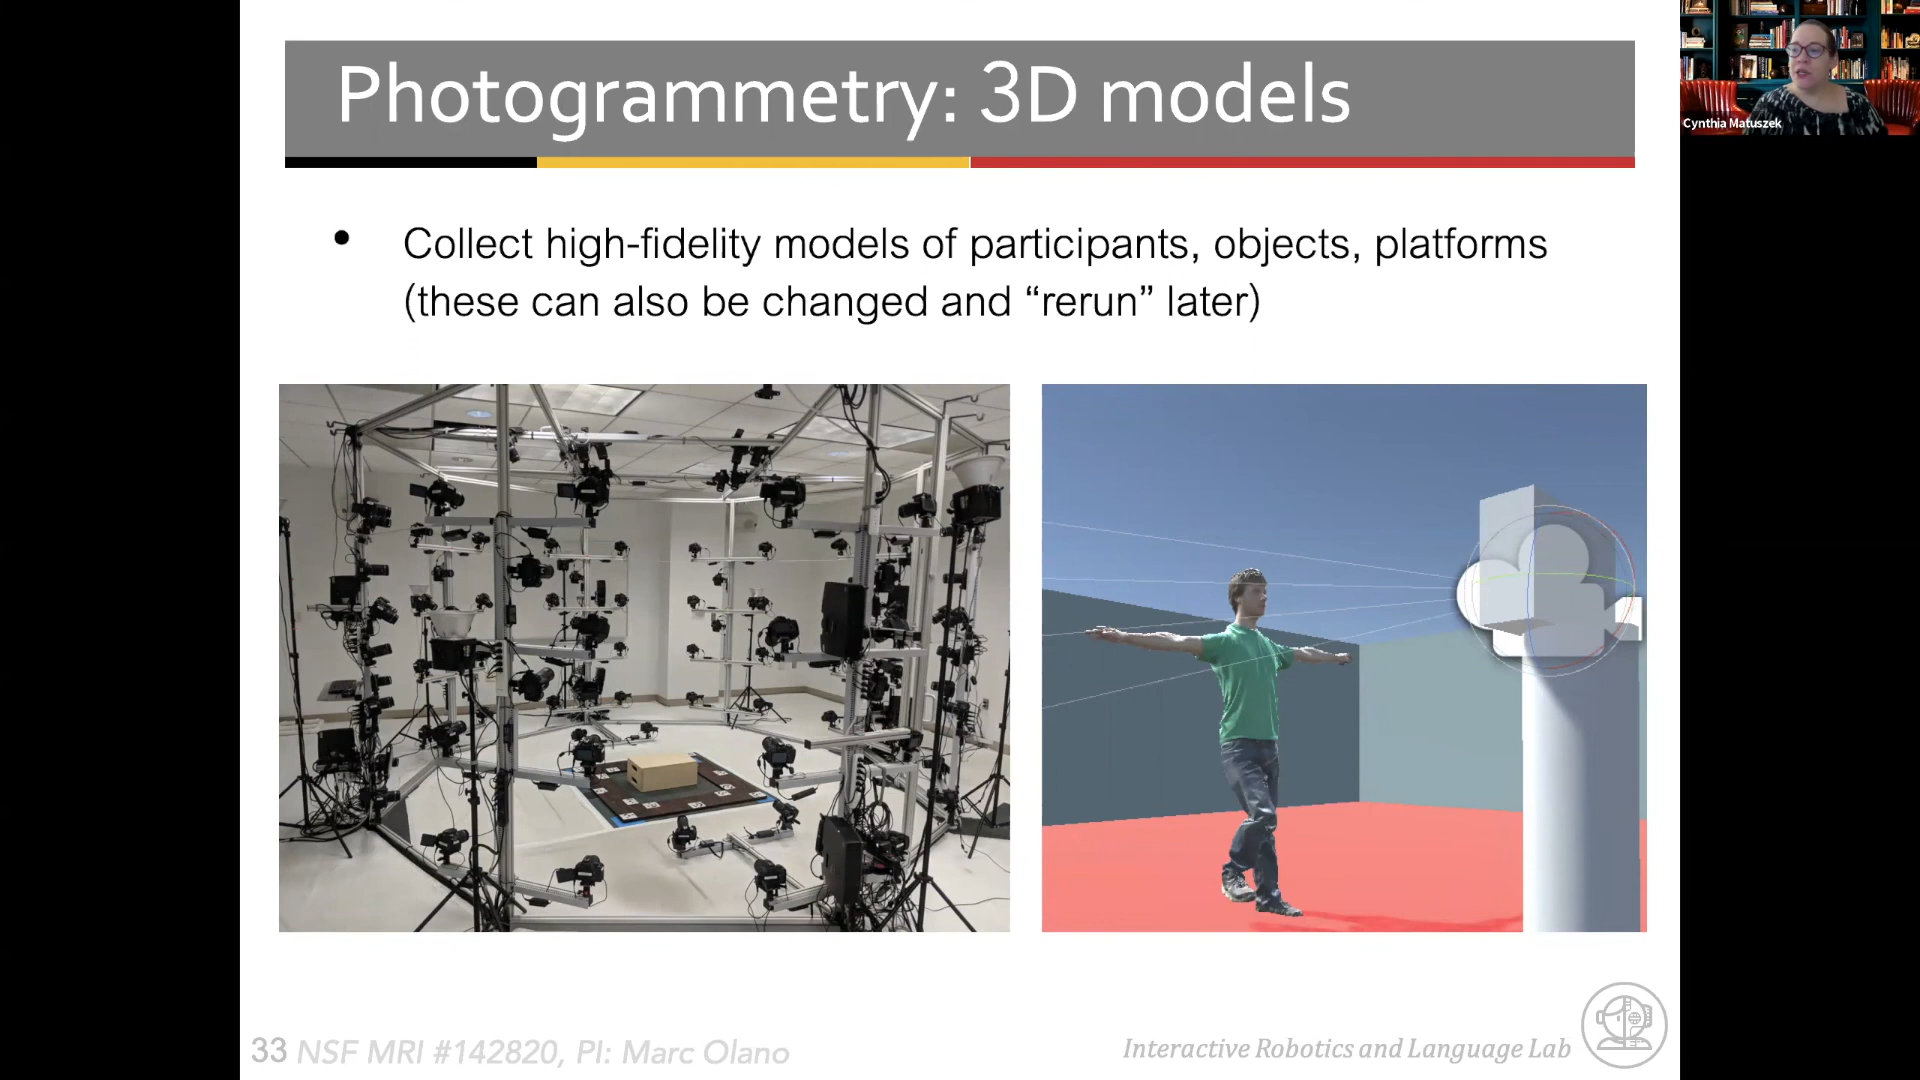 Photogrammetry: 3D models
Cynthia Matuszek
• Collect high-fidelity models of participants, objects, platforms
(these can also be changed and “rerun” later)
33 NSF MRI #142820, PI: Marc Olano
Interactive Robotics and Language Lab